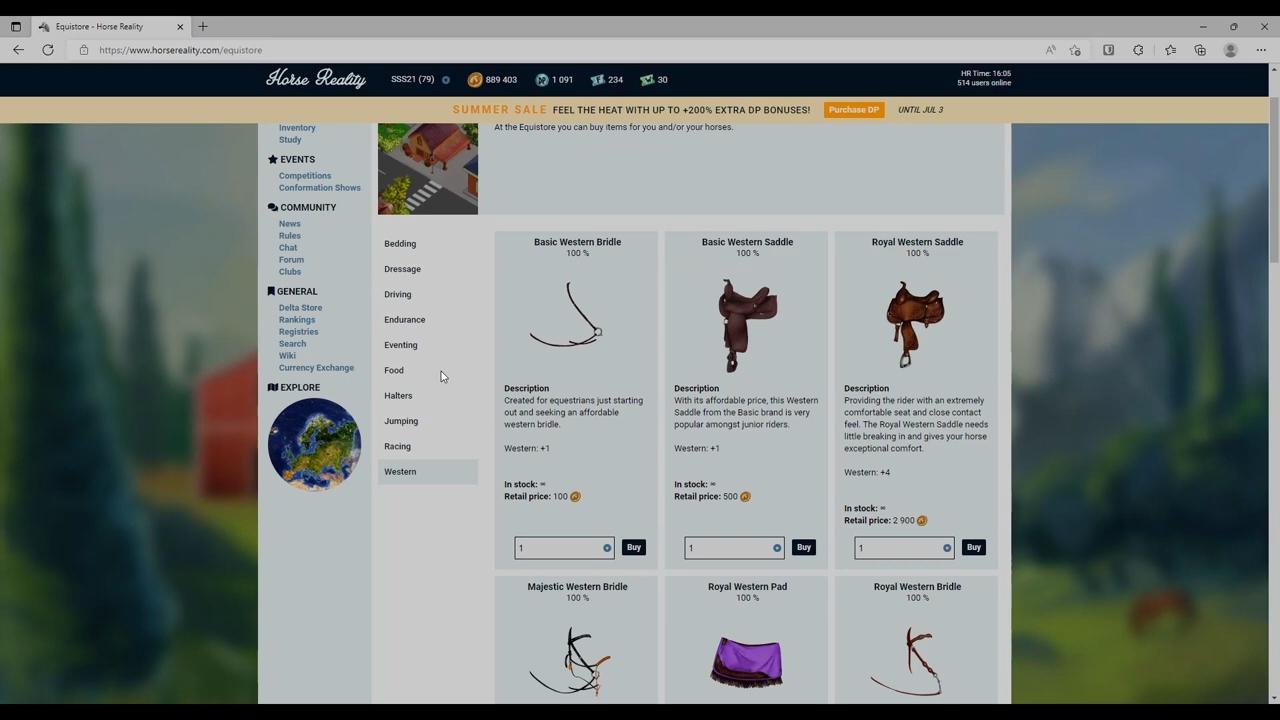 Equistore - Horse Reality
https://www.horsereality.com/equistore
Horse Reality
SSS21 (79)
889 403
1 091
234
30
HR Time: 16:05
514 users online
SUMMER SALE FEEL THE HEAT WITH UP TO +200% EXTRA DP BONUSES! Purchase DP UNTIL JUL 3
Inventory
Study
EVENTS
Competitions
Conformation Shows
COMMUNITY
News
Rules
Chat
Forum
Clubs
GENERAL
Delta Store
Rankings
Registries
Search
Wiki
Currency Exchange
EXPLORE
At the Equistore you can buy items for you and/or your horses.
Bedding
Dressage
Driving
Endurance
Eventing
Food
Halters
Jumping
Racing
Western
Basic Western Bridle
100 %
Description
Created for equestrians just starting
out and seeking an affordable
western bridle.
Western: +1
In stock: ∞
Retail price: 100
1
Buy
Basic Western Saddle
100 %
Description
With its affordable price, this Western
Saddle from the Basic brand is very
popular amongst junior riders.
Western: +1
In stock: ∞
Retail price: 500
1
Buy
Royal Western Saddle
100 %
Description
Providing the rider with an extremely
comfortable seat and close contact
feel. The Royal Western Saddle needs
little breaking in and gives your horse
exceptional comfort.
Western: +4
In stock: ∞
Retail price: 2 900
1
Buy
Majestic Western Bridle
100 %
Royal Western Pad
100 %
Royal Western Bridle
100 %